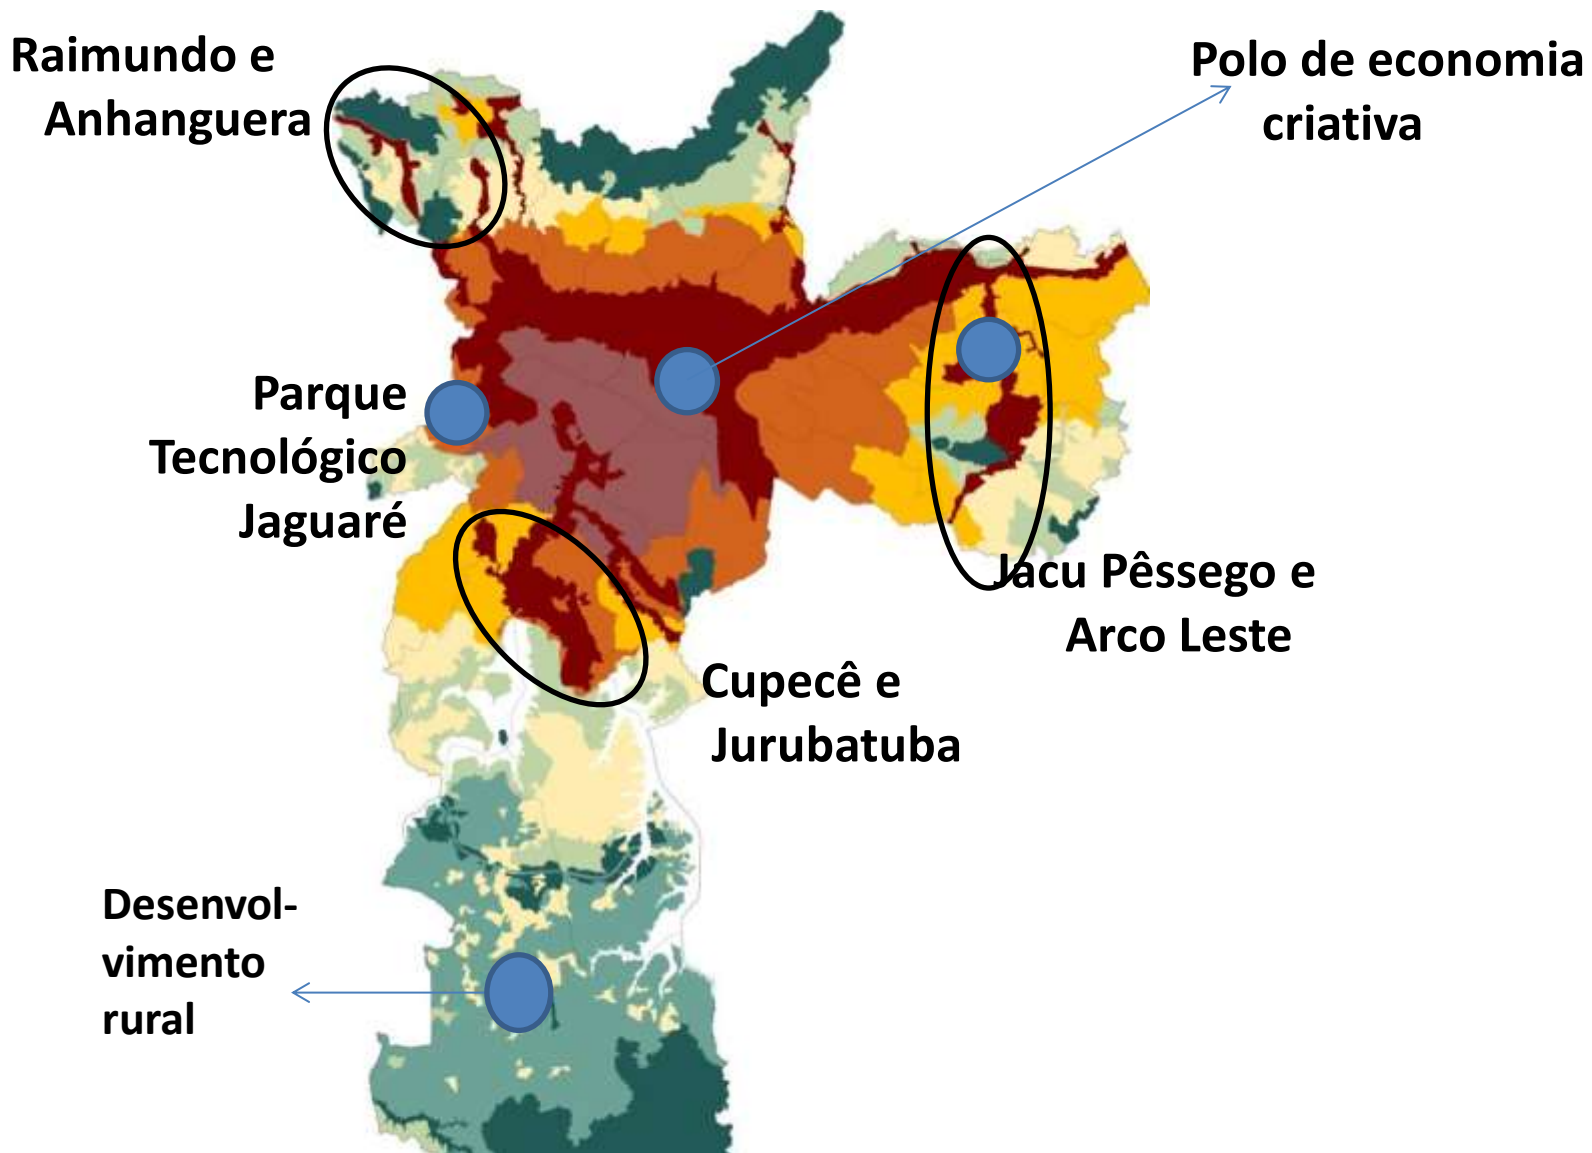 Raimundo e
Anhanguera
Polo de economia
criativa
Parque
Tecnológico
Jaguaré
Jacu Pêssego e
Arco Leste
Cupecê e
Jurubatuba
Desenvol-
vimento
rural